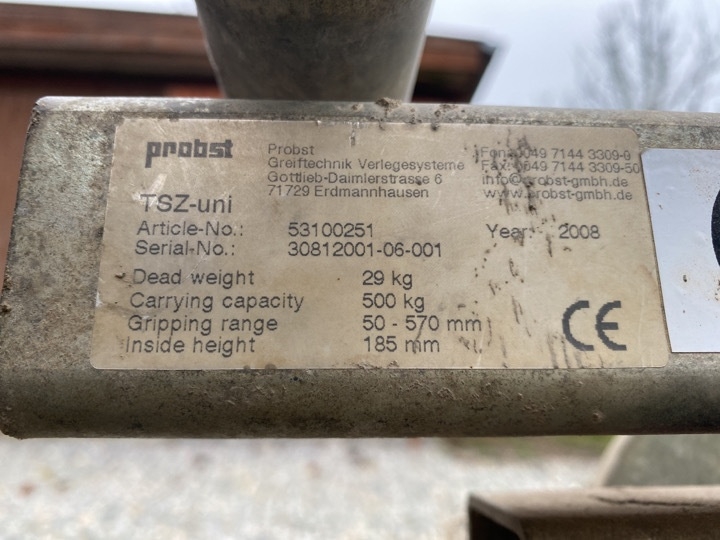 probst
Probst
Greiftechnik Verlegesysteme
Gottlieb-Daimlerstrasse 6
71729 Erdmannhausen
Fon: 0049 7144 3309-0
Fax: 0049 7144 3309-50
info@probst-gmbh.de
www.probst-gmbh.de
TSZ-uni
Article-No.: 53100251 Year: 2008
Serial-No.: 30812001-06-001
Dead weight 29 kg
Carrying capacity 500 kg
Gripping range 50 - 570 mm
Inside height 185 mm
CE